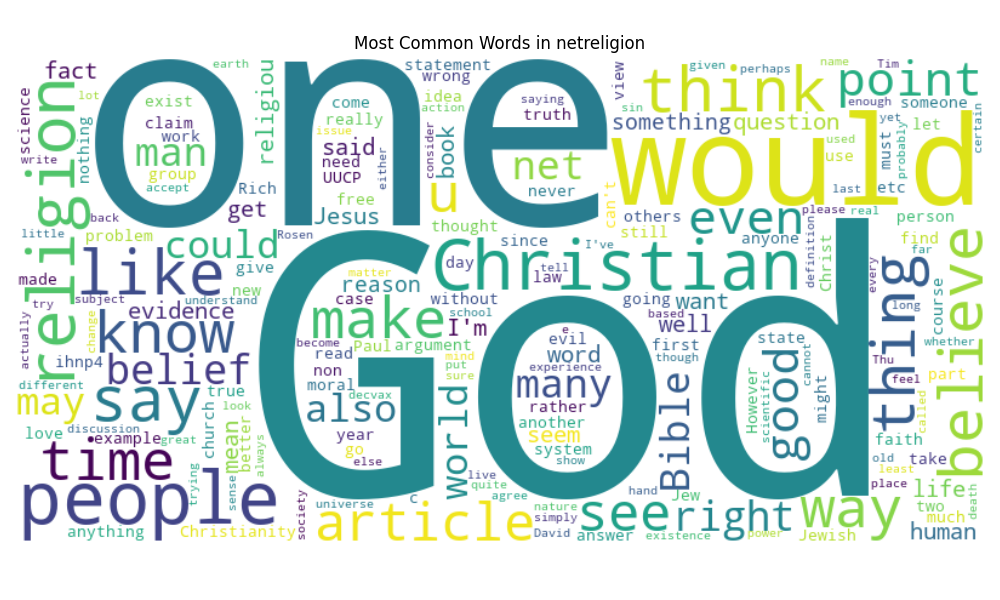 Most Common Words in netreligion
one
God
would
Christian
people
think
point
religion
believe
thing
know
like
say
time
make
article
see
right
way
good
Bible
many
also
world
even
could
belief
may
man
net
u
fact
science
lot
nothing
write
earth
religiou
exist
claim
work
group
accept
Rich
get
back
little
problem
made
try
subject
actually
change
understand
evidence
new
give
Rosen
ihnp4
different
love
discussion
example
great
true
look
church
mean
better
sense
always
trying
anything
Christianity
society
universe
come
really
issue
said
need
UUCP
either
free
Jesus
statement
wrong
idea
action
consider
book
thought
never
truth
saying
since
day
law
tell
I've
matter
reason
case
without
school
I'm
become
read
Paul
argument
non
moral
decvax
mind
put
sure
year
go
else
live
quite
agree
c
e
evil
word
experience
rather
another
seem
system
show
nature
simply
David
answer
hand
existence
Jew
power
Jewish
view
given
perhaps
name
Tim
something
question
sin
can't
others
still
anyone
please
real
definition
Christ
going
based
want
well
first
though
state
cannot
However
scientific
might
every
Thu
feel
called
enough
someone
yet
must
probably
let
certain
used
use
last
etc
person
find
far
long
course
whether
part
faith
old
take
least
place
life
two
much
death
human